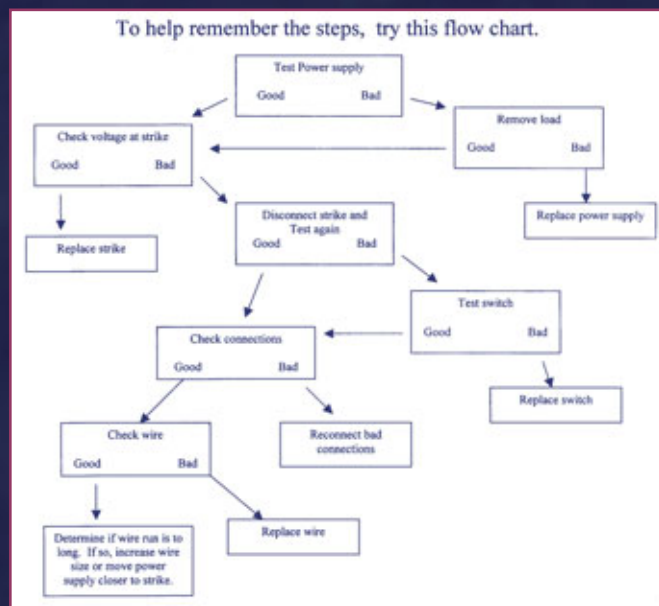 To help remember the steps, try this flow chart.
Test Power supply
Good Bad
Check voltage at strike
Good Bad
Remove load
Good Bad
Replace strike
Disconnect strike and
Test again
Good Bad
Replace power supply
Check connections
Good Bad
Test switch
Good Bad
Replace switch
Check wire
Good Bad
Reconnect bad
connections
Determine if wire run is to
long. If so, increase wire
size or move power
supply closer to strike.
Replace wire